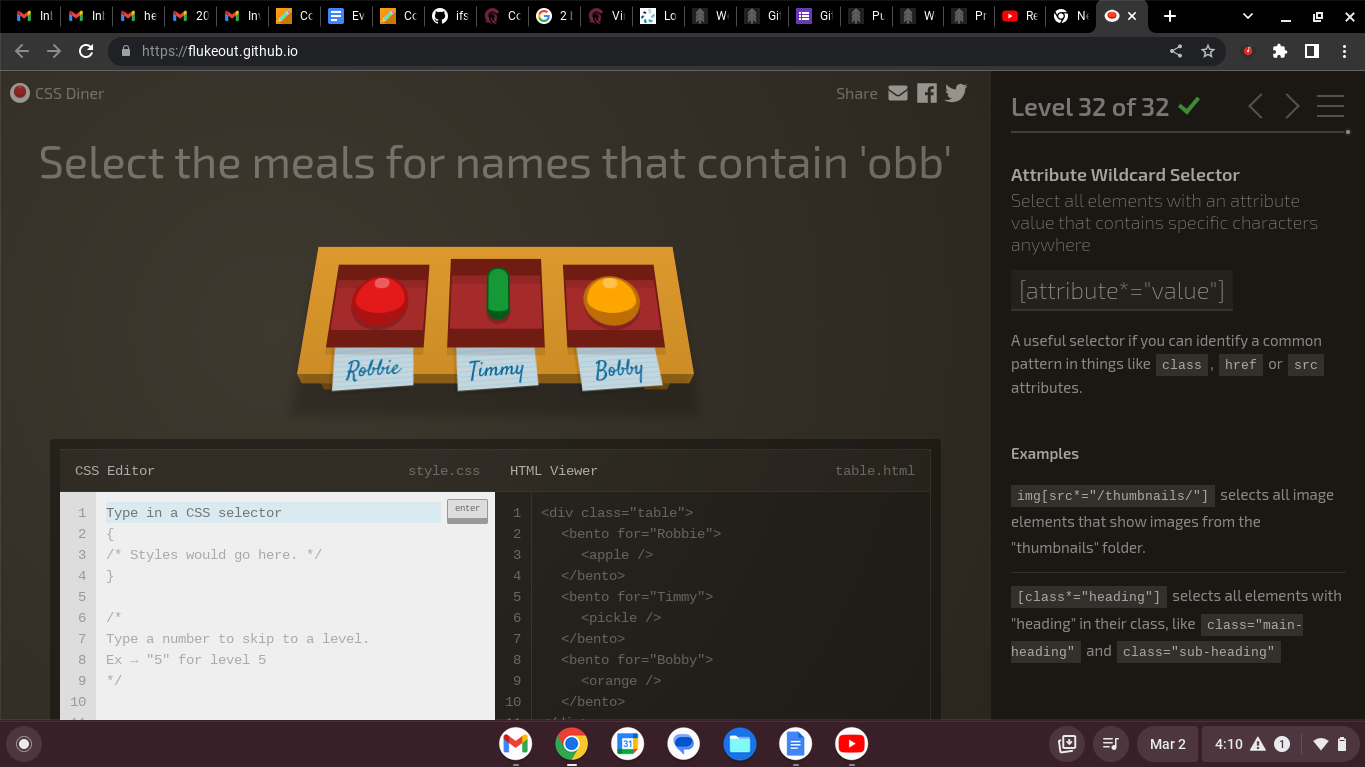 Inl
Inl
he
20
Inv
Co
Ev
Co
ifs
Co
2 l
Vi
Lo
W
Git
Git
Pu
W
Pr
Re
Ne
https://flukeout.github.io
CSS Diner
Share
Select the meals for names that contain 'obb'
Robbie
Timmy
Bobby
CSS Editor
style.css
HTML Viewer
table.html
1 Type in a CSS selector
enter
2 {
3 /* Styles would go here. */
4 }
5
6 /*
7 Type a number to skip to a level.
8 Ex → "5" for level 5
9 */
10
1 <div class="table">
2 <bento for="Robbie">
3 <apple />
4 </bento>
5 <bento for="Timmy">
6 <pickle />
7 </bento>
8 <bento for="Bobby">
9 <orange />
10 </bento>
Level 32 of 32
Attribute Wildcard Selector
Select all elements with an attribute
value that contains specific characters
anywhere
[attribute*="value"]
A useful selector if you can identify a common
pattern in things like class , href or src
attributes.
Examples
img[src*="/thumbnails/"] selects all image
elements that show images from the
"thumbnails" folder.
[class*="heading"] selects all elements with
"heading" in their class, like class="main-
heading" and class="sub-heading"
31
Mar 2
4:10
1